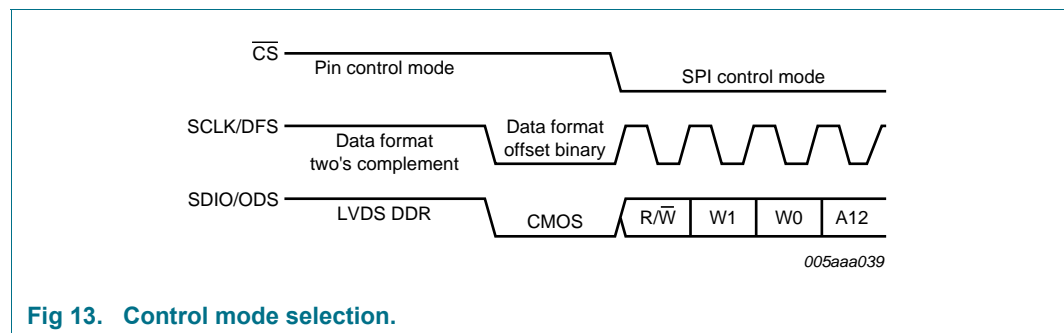 CS
Pin control mode
SPI control mode
SCLK/DFS
Data format
two's complement
Data format
offset binary
SDIO/ODS
LVDS DDR
CMOS
R/W̅
W1
W0
A12
005aaa039
Fig 13. Control mode selection.